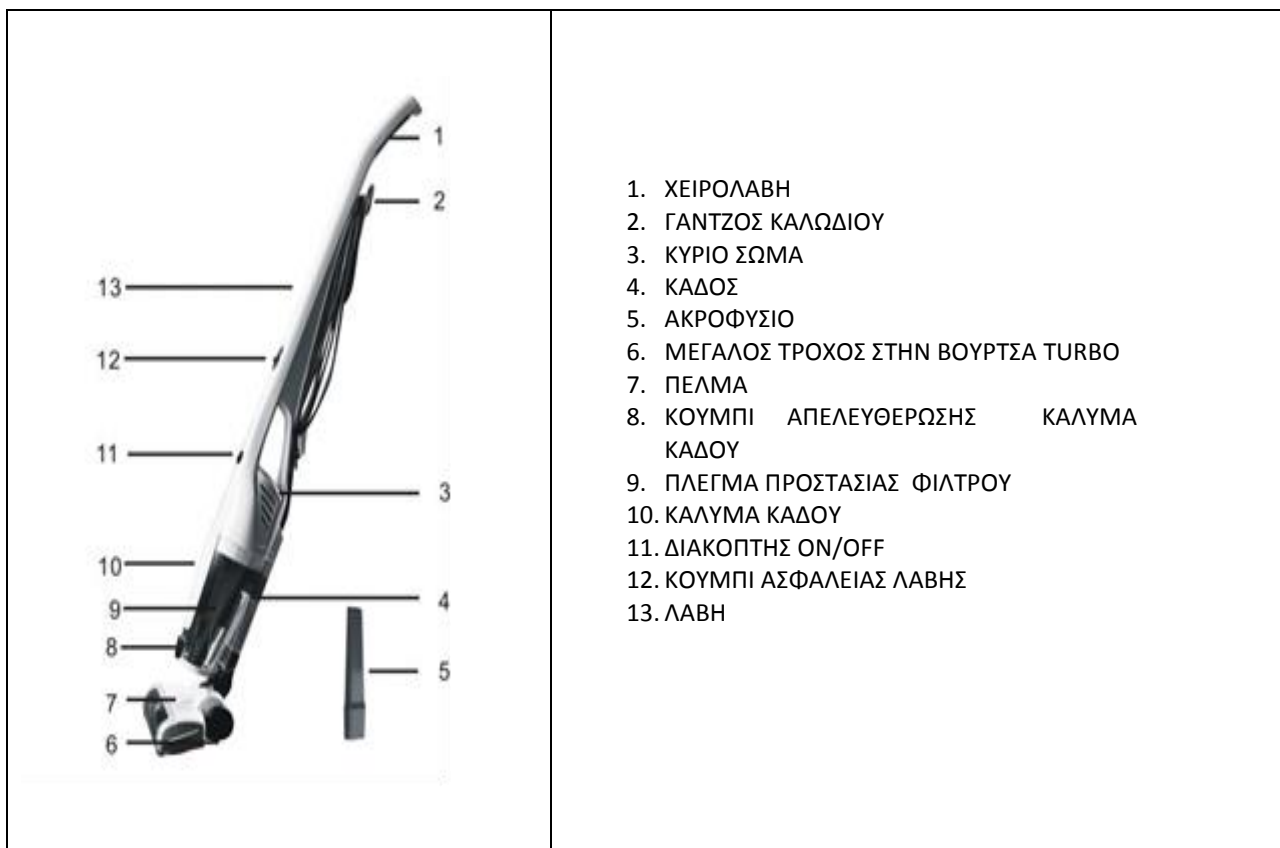 1
2
13
12
11
3
10
9
4
8
5
7
6
1. ΧΕΙΡΟΛΑΒΗ
2. ΓΑΝΤΖΟΣ ΚΑΛΩΔΙΟΥ
3. ΚΥΡΙΟ ΣΩΜΑ
4. ΚΑΔΟΣ
5. ΑΚΡΟΦΥΣΙΟ
6. ΜΕΓΑΛΟΣ ΤΡΟΧΟΣ ΣΤΗΝ ΒΟΥΡΤΣΑ TURBO
7. ΠΕΛΜΑ
8. ΚΟΥΜΠΙ ΑΠΕΛΕΥΘΕΡΩΣΗΣ ΚΑΛΥΜΑ
ΚΑΔΟΥ
9. ΠΛΕΓΜΑ ΠΡΟΣΤΑΣΙΑΣ ΦΙΛΤΡΟΥ
10. ΚΑΛΥΜΑ ΚΑΔΟΥ
11. ΔΙΑΚΟΠΤΗΣ ON/OFF
12. ΚΟΥΜΠΙ ΑΣΦΑΛΕΙΑΣ ΛΑΒΗΣ
13. ΛΑΒΗ